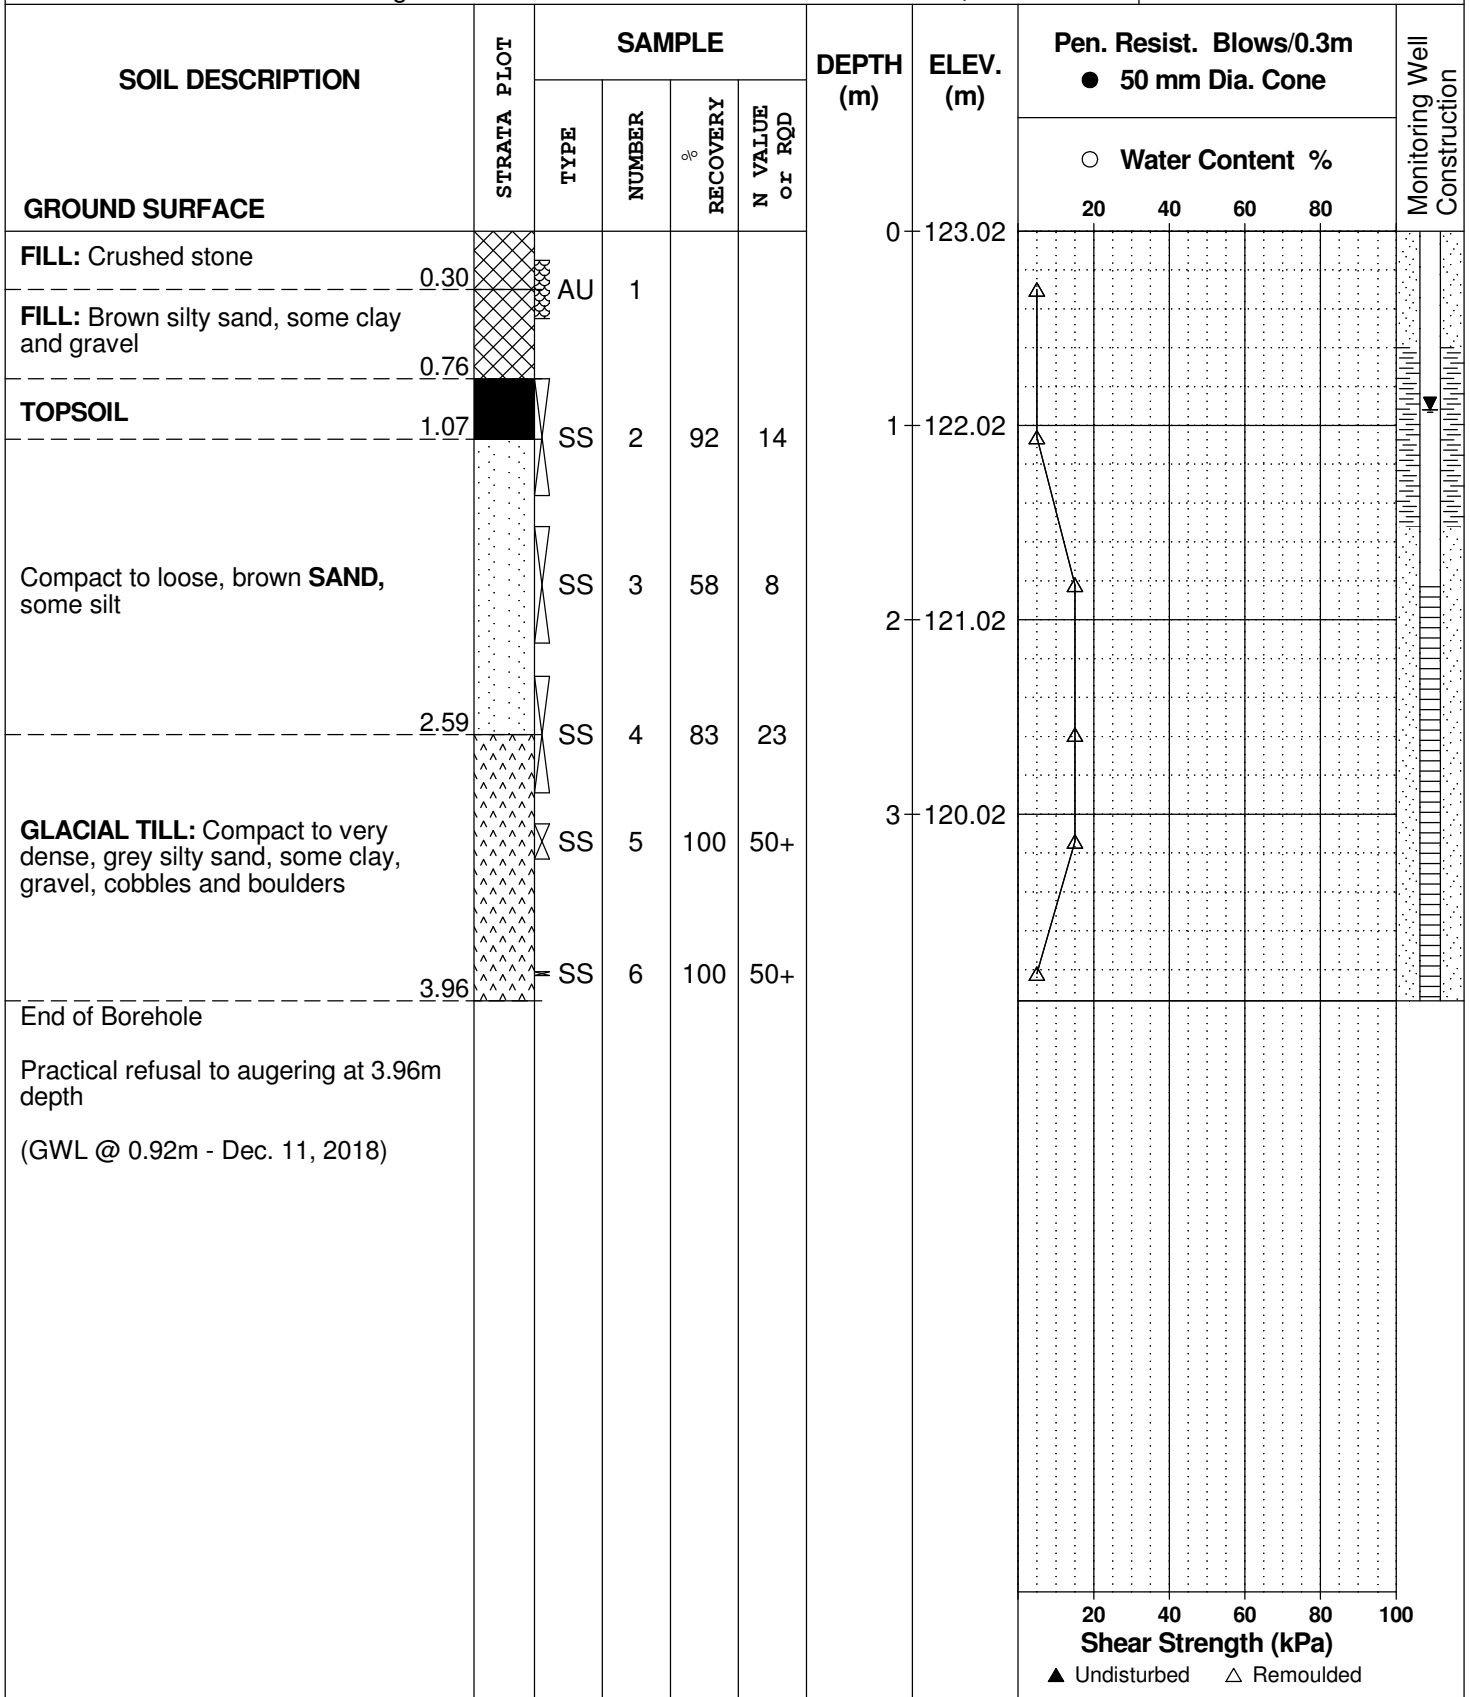 SOIL DESCRIPTION
GROUND SURFACE
STRATA PLOT
SAMPLE
TYPE
NUMBER
%
RECOVERY
N VALUE
or RQD
DEPTH
(m)
ELEV.
(m)
Pen. Resist. Blows/0.3m
● 50 mm Dia. Cone
○ Water Content %
20 40 60 80
Monitoring Well
Construction
0 123.02
FILL: Crushed stone
0.30
AU 1
FILL: Brown silty sand, some clay
and gravel
0.76
TOPSOIL
1.07
SS 2 92 14
1 122.02
Compact to loose, brown SAND,
some silt
SS 3 58 8
2 121.02
2.59
SS 4 83 23
3 120.02
GLACIAL TILL: Compact to very
dense, grey silty sand, some clay,
gravel, cobbles and boulders
SS 5 100 50+
SS 6 100 50+
3.96
End of Borehole
Practical refusal to augering at 3.96m
depth
(GWL @ 0.92m - Dec. 11, 2018)
20 40 60 80 100
Shear Strength (kPa)
▲ Undisturbed △ Remoulded